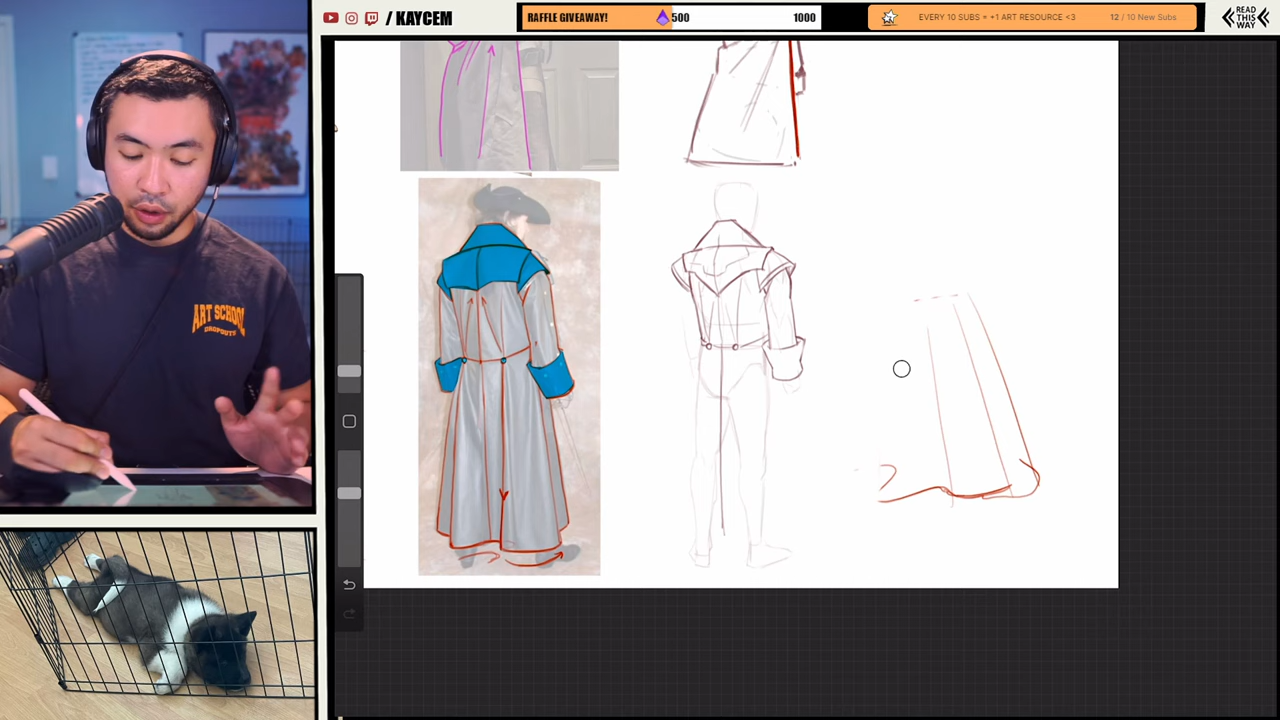 / KAYCEM
RAFFLE GIVEAWAY!
500
1000
EVERY 10 SUBS = +1 ART RESOURCE <3
12 / 10 New Subs
READ
THIS
WAY
ART SCHOOL
DROPOUTS